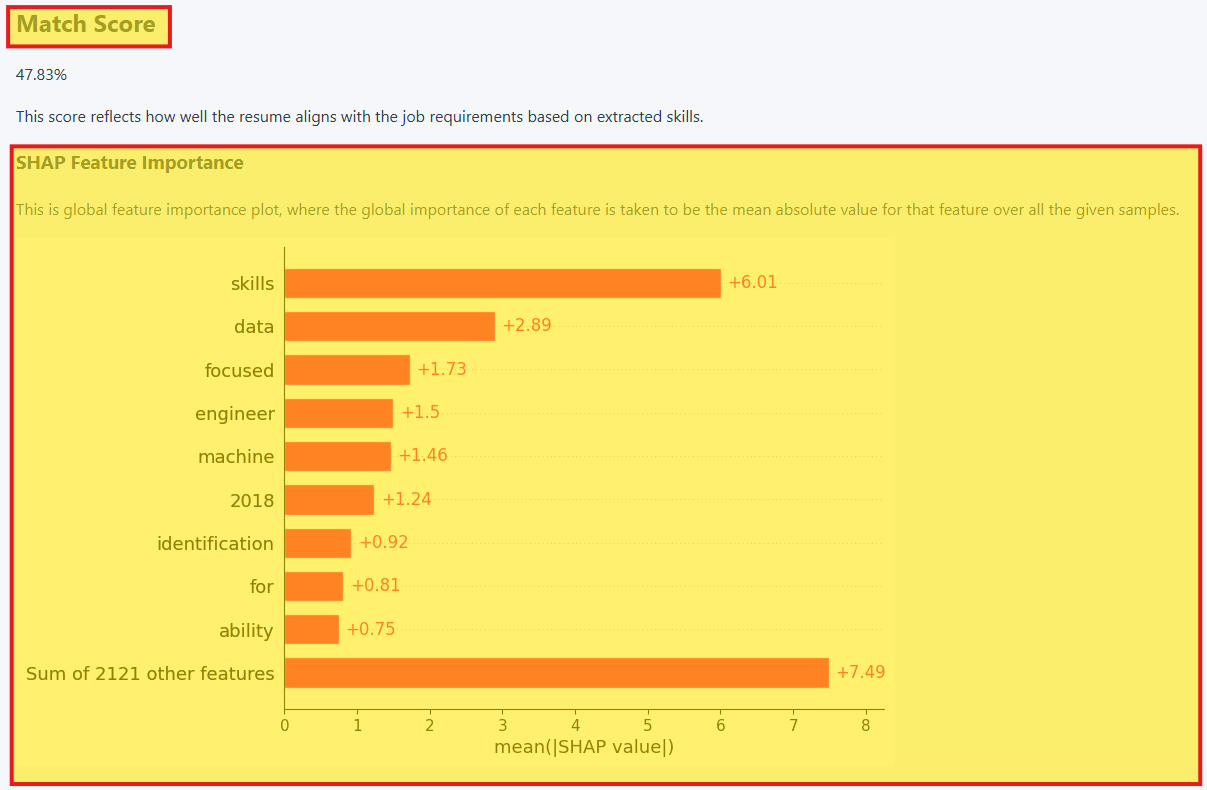 Match Score
47.83%
This score reflects how well the resume aligns with the job requirements based on extracted skills.
SHAP Feature Importance
This is global feature importance plot, where the global importance of each feature is taken to be the mean absolute value for that feature over all the given samples.
skills +6.01
data +2.89
focused +1.73
engineer +1.5
machine +1.46
2018 +1.24
identification +0.92
for +0.81
ability +0.75
Sum of 2121 other features +7.49
0 1 2 3 4 5 6 7 8
mean(|SHAP value|)